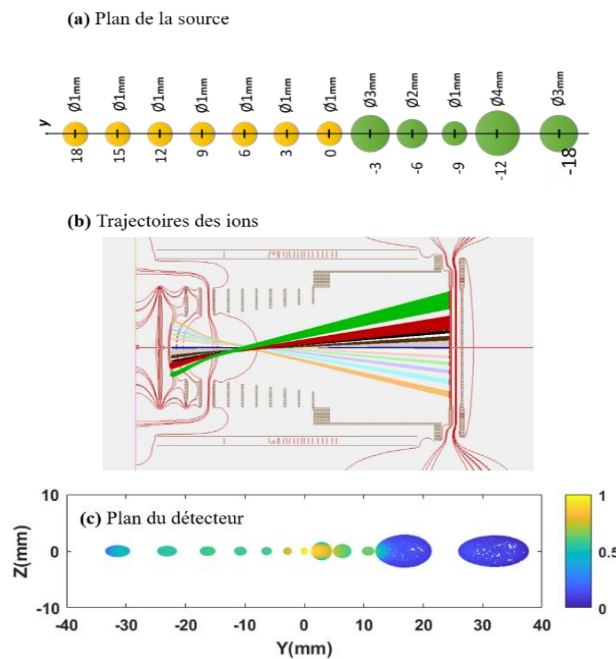 (a) Plan de la source
Ø1mm Ø1mm Ø1mm Ø1mm Ø1mm Ø1mm Ø1mm Ø3mm Ø2mm Ø1mm Ø4mm Ø3mm
y
18 15 12 9 6 3 0 -3 -6 -9 -12 -18
(b) Trajectoires des ions
(c) Plan du détecteur
10
0
-10
Z(mm)
-40 -30 -20 -10 0 10 20 30 40
Y(mm)
1
0.5
0